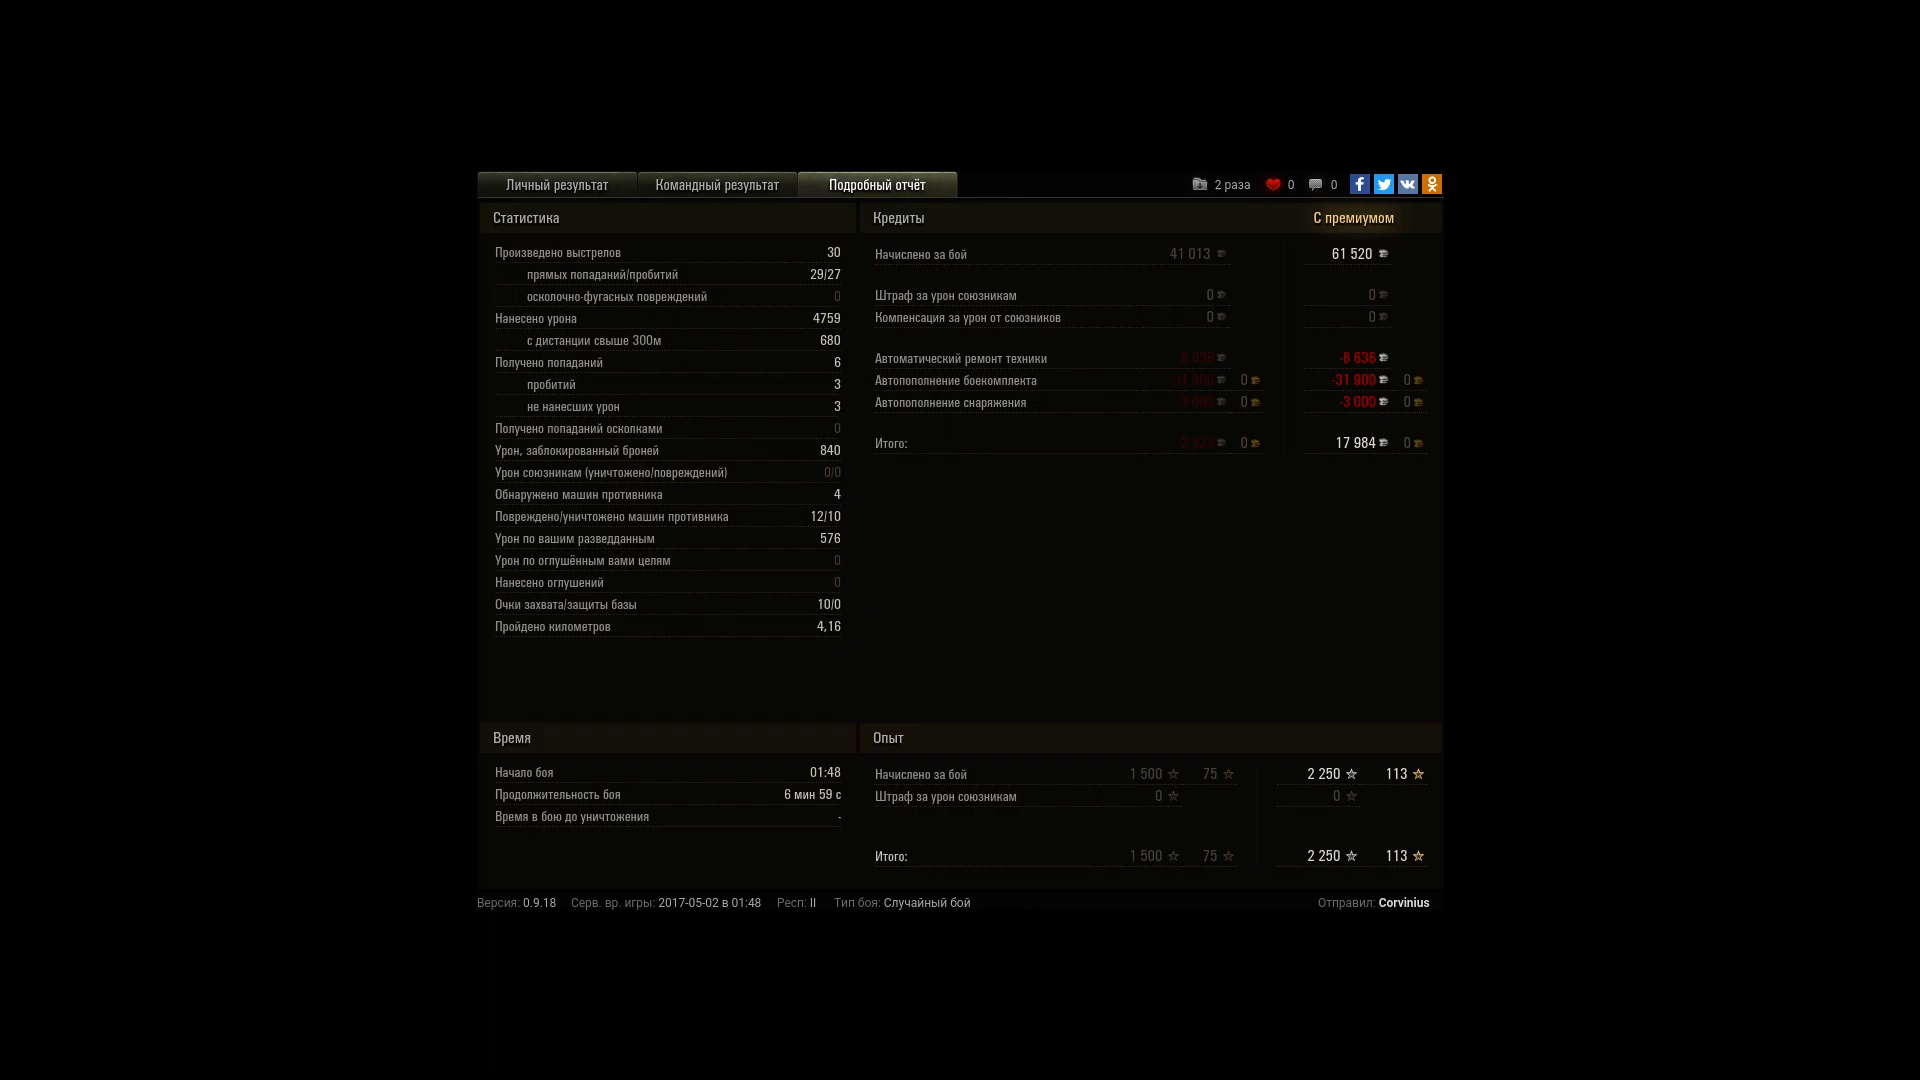 Личный результат Командный результат Подробный отчёт 2 раза 0 0
Статистика
Произведено выстрелов 30
прямых попаданий/пробитий 29/27
осколочно-фугасных повреждений 0
Нанесено урона 4759
с дистанции свыше 300м 680
Получено попаданий 6
пробитий 3
не нанесших урон 3
Получено попаданий осколками 0
Урон, заблокированный броней 840
Урон союзникам (уничтожено/повреждений) 0/0
Обнаружено машин противника 4
Повреждено/уничтожено машин противника 12/10
Урон по вашим разведданным 576
Урон по оглушённым вами целям 0
Нанесено оглушений 0
Очки захвата/защиты базы 10/0
Пройдено километров 4,16
Кредиты С премиумом
Начислено за бой 41 013 61 520
Штраф за урон союзникам 0 0
Компенсация за урон от союзников 0 0
Автоматический ремонт техники -8 636 -8 636
Автопополнение боекомплекта -31 900 0 -31 900 0
Автопополнение снаряжения -3 000 0 -3 000 0
Итого: 0 17 984 0
Время
Начало боя 01:48
Продолжительность боя 6 мин 59 с
Время в бою до уничтожения -
Опыт
Начислено за бой 1 500 75 2 250 113
Штраф за урон союзникам 0 0
Итого: 1 500 75 2 250 113
Версия: 0.9.18 Серв. вр. игры: 2017-05-02 в 01:48 Респ: II Тип боя: Случайный бой Отправил: Corvinius